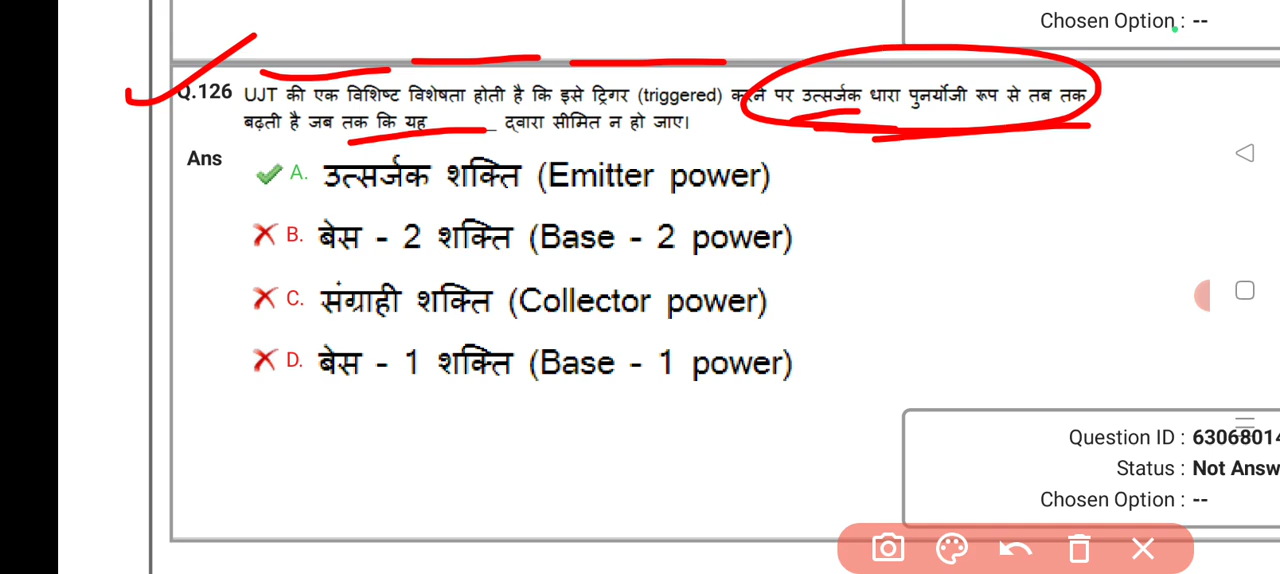 Chosen Option : --
Q.126 UJT की एक विशिष्ट विशेषता होती है कि इसे ट्रिगर (triggered) करने पर उत्सर्जक धारा पुनर्योजी रूप से तब तक
बढ़ती है जब तक कि यह ______ द्वारा सीमित न हो जाए।
Ans
A. उत्सर्जक शक्ति (Emitter power)
B. बेस - 2 शक्ति (Base - 2 power)
C. संग्राही शक्ति (Collector power)
D. बेस - 1 शक्ति (Base - 1 power)
Question ID : 6306801
Status : Not Answ
Chosen Option : --